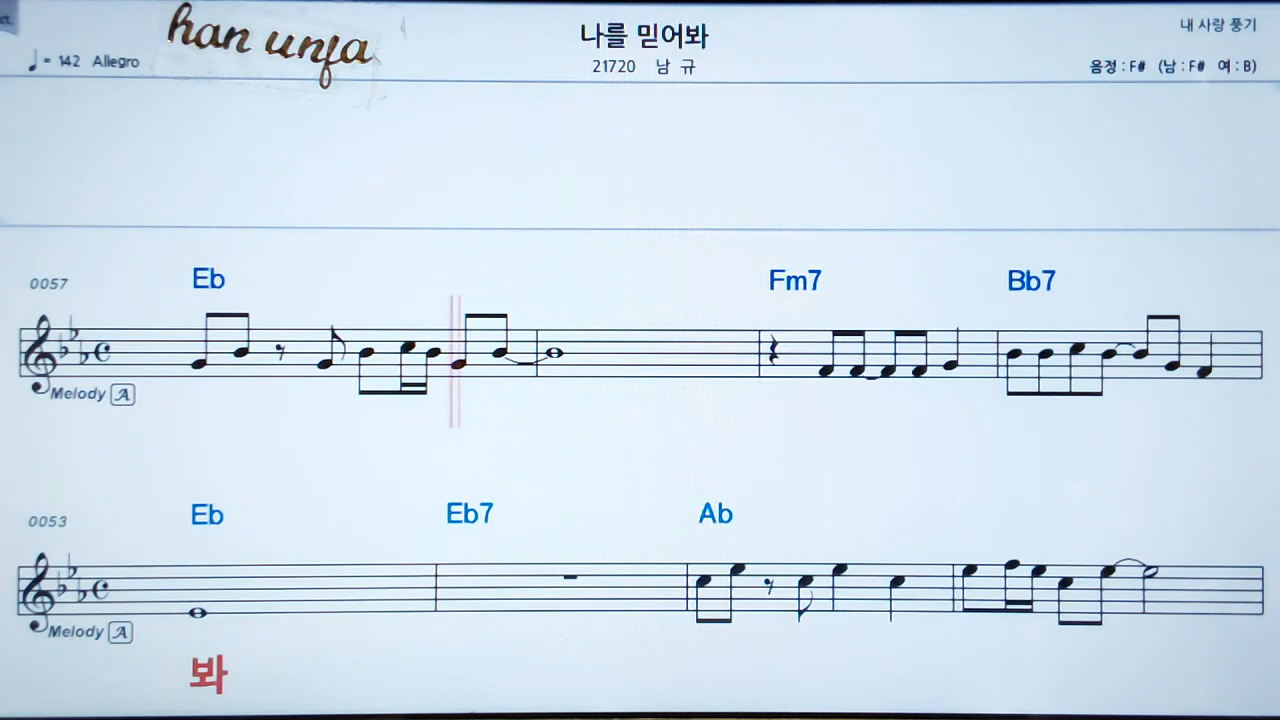 han unja
나를 믿어봐
내 사랑 풍기
♩= 142 Allegro
21720 남 규
음정 : F# (남 : F# 여 : B)
0057
Eb Fm7 Bb7
Melody A
0053
Eb Eb7 Ab
Melody A
봐